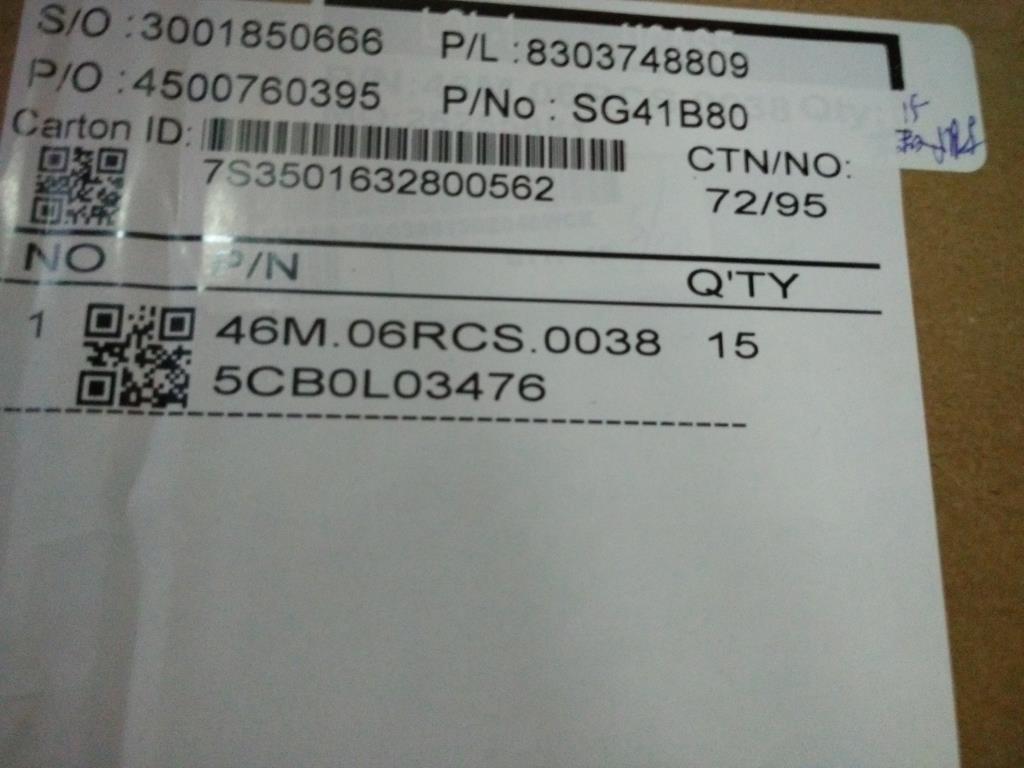 S/O :3001850666 P/L :8303748809
P/O :4500760395 P/No : SG41B80
Carton ID: CTN/NO:
7S3501632800562 72/95
NO P/N Q'TY
1 46M.06RCS.0038 15
5CB0L03476
15